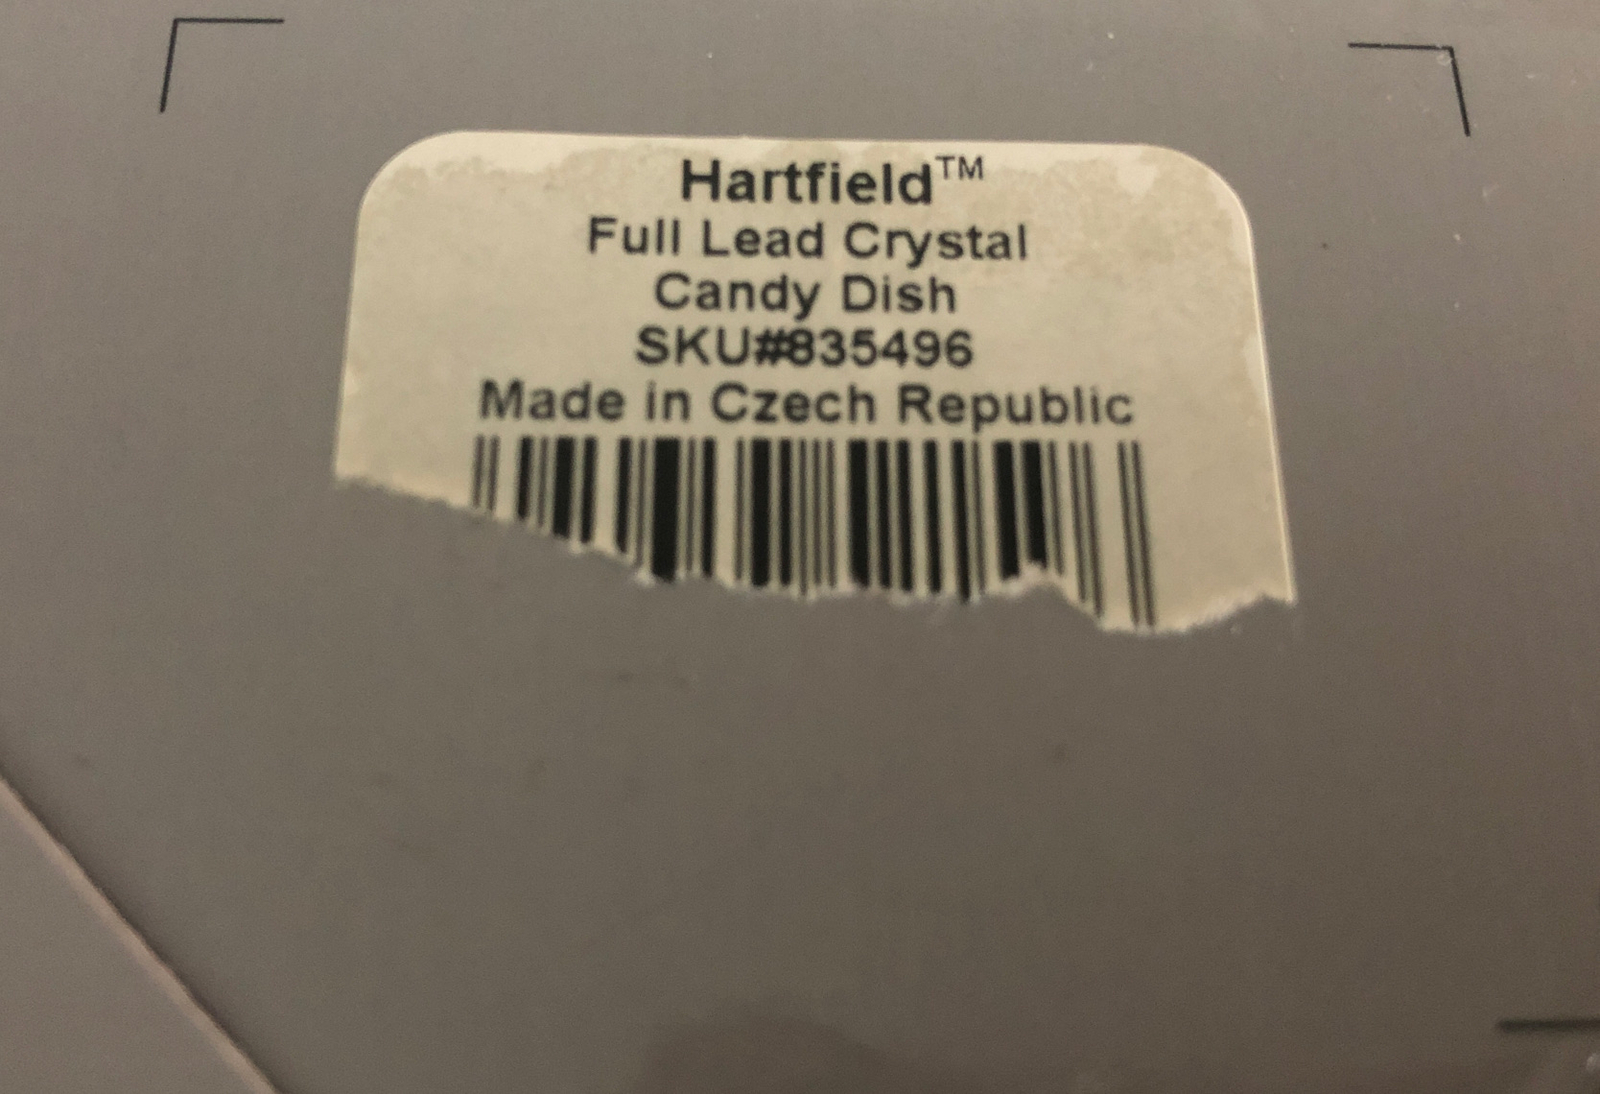 Hartfield™
Full Lead Crystal
Candy Dish
SKU#835496
Made in Czech Republic